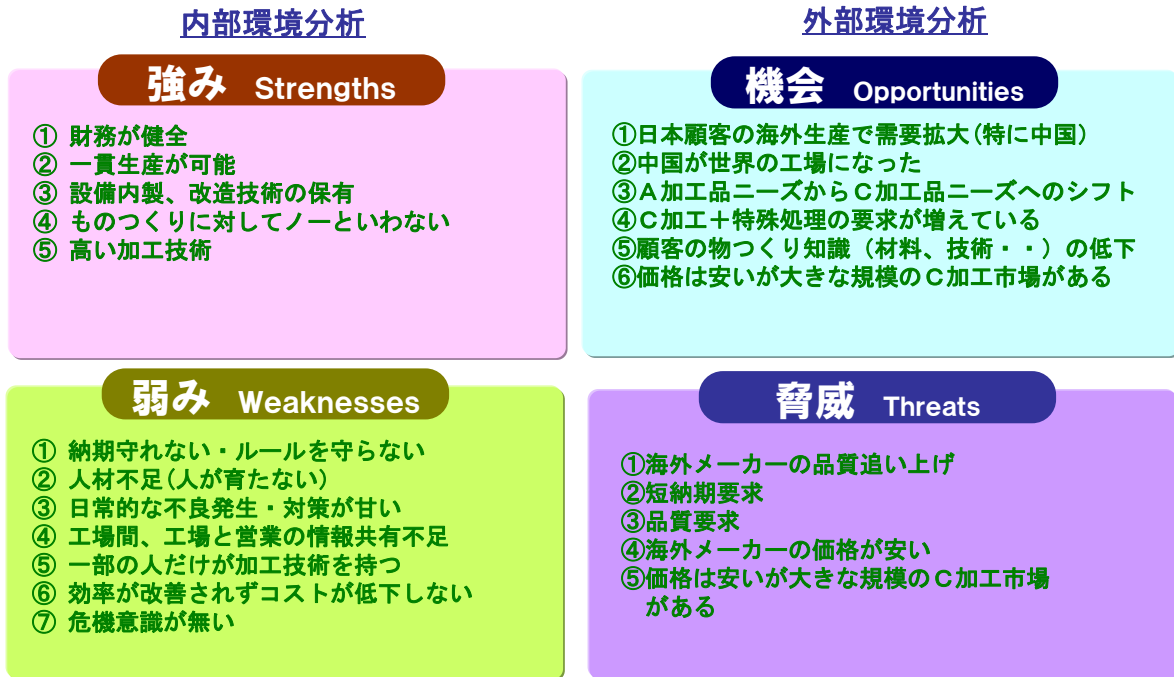 内部環境分析
強み Strengths
① 財務が健全
② 一貫生産が可能
③ 設備内製、改造技術の保有
④ ものつくりに対してノーといわない
⑤ 高い加工技術
外部環境分析
機会 Opportunities
①日本顧客の海外生産で需要拡大(特に中国)
②中国が世界の工場になった
③A加工品ニーズからC加工品ニーズへのシフト
④C加工+特殊処理の要求が増えている
⑤顧客の物つくり知識(材料、技術・・)の低下
⑥価格は安いが大きな規模のC加工市場がある
弱み Weaknesses
① 納期守れない・ルールを守らない
② 人材不足(人が育たない)
③ 日常的な不良発生・対策が甘い
④ 工場間、工場と営業の情報共有不足
⑤ 一部の人だけが加工技術を持つ
⑥ 効率が改善されずコストが低下しない
⑦ 危機意識が無い
脅威 Threats
①海外メーカーの品質追い上げ
②短納期要求
③品質要求
④海外メーカーの価格が安い
⑤価格は安いが大きな規模のC加工市場
がある